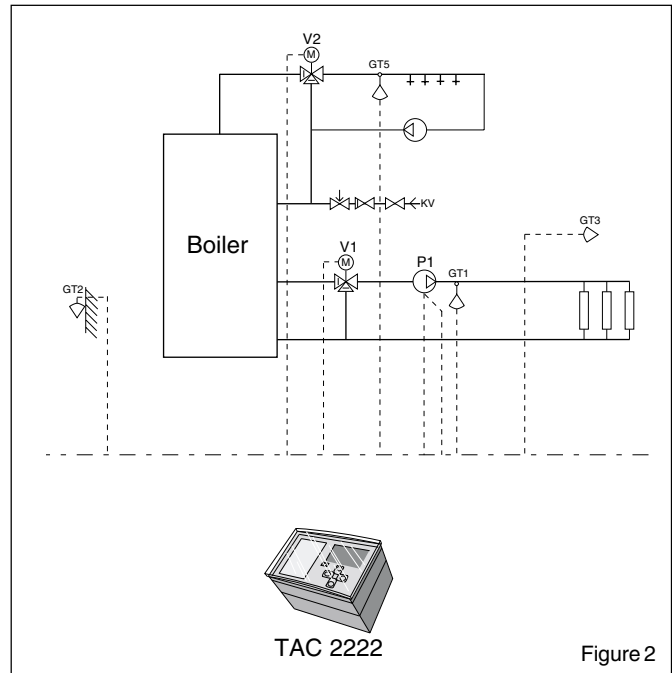 V2
M
GT5
KV
Boiler
GT3
V1
M
P1
GT1
GT2
TAC 2222
Figure 2